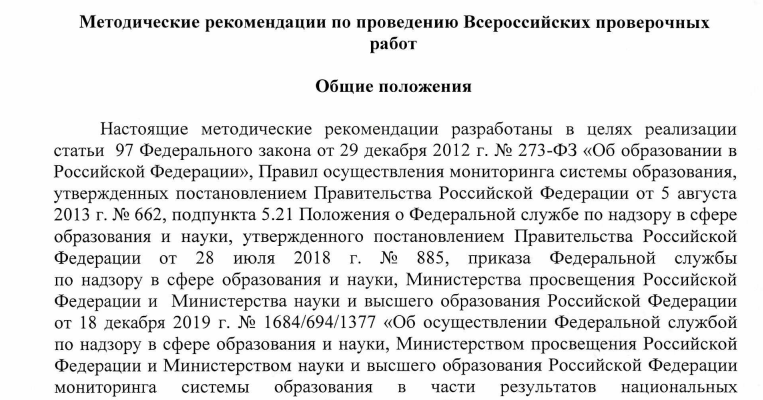 Методические рекомендации по проведению Всероссийских проверочных
работ
Общие положения
Настоящие методические рекомендации разработаны в целях реализации
статьи 97 Федерального закона от 29 декабря 2012 г. № 273-ФЗ «Об образовании в
Российской Федерации», Правил осуществления мониторинга системы образования,
утвержденных постановлением Правительства Российской Федерации от 5 августа
2013 г. № 662, подпункта 5.21 Положения о Федеральной службе по надзору в сфере
образования и науки, утвержденного постановлением Правительства Российской
Федерации от 28 июля 2018 г. № 885, приказа Федеральной службы
по надзору в сфере образования и науки, Министерства просвещения Российской
Федерации и Министерства науки и высшего образования Российской Федерации
от 18 декабря 2019 г. № 1684/694/1377 «Об осуществлении Федеральной службой
по надзору в сфере образования и науки, Министерством просвещения Российской
Федерации и Министерством науки и высшего образования Российской Федерации
мониторинга системы образования в части результатов национальных